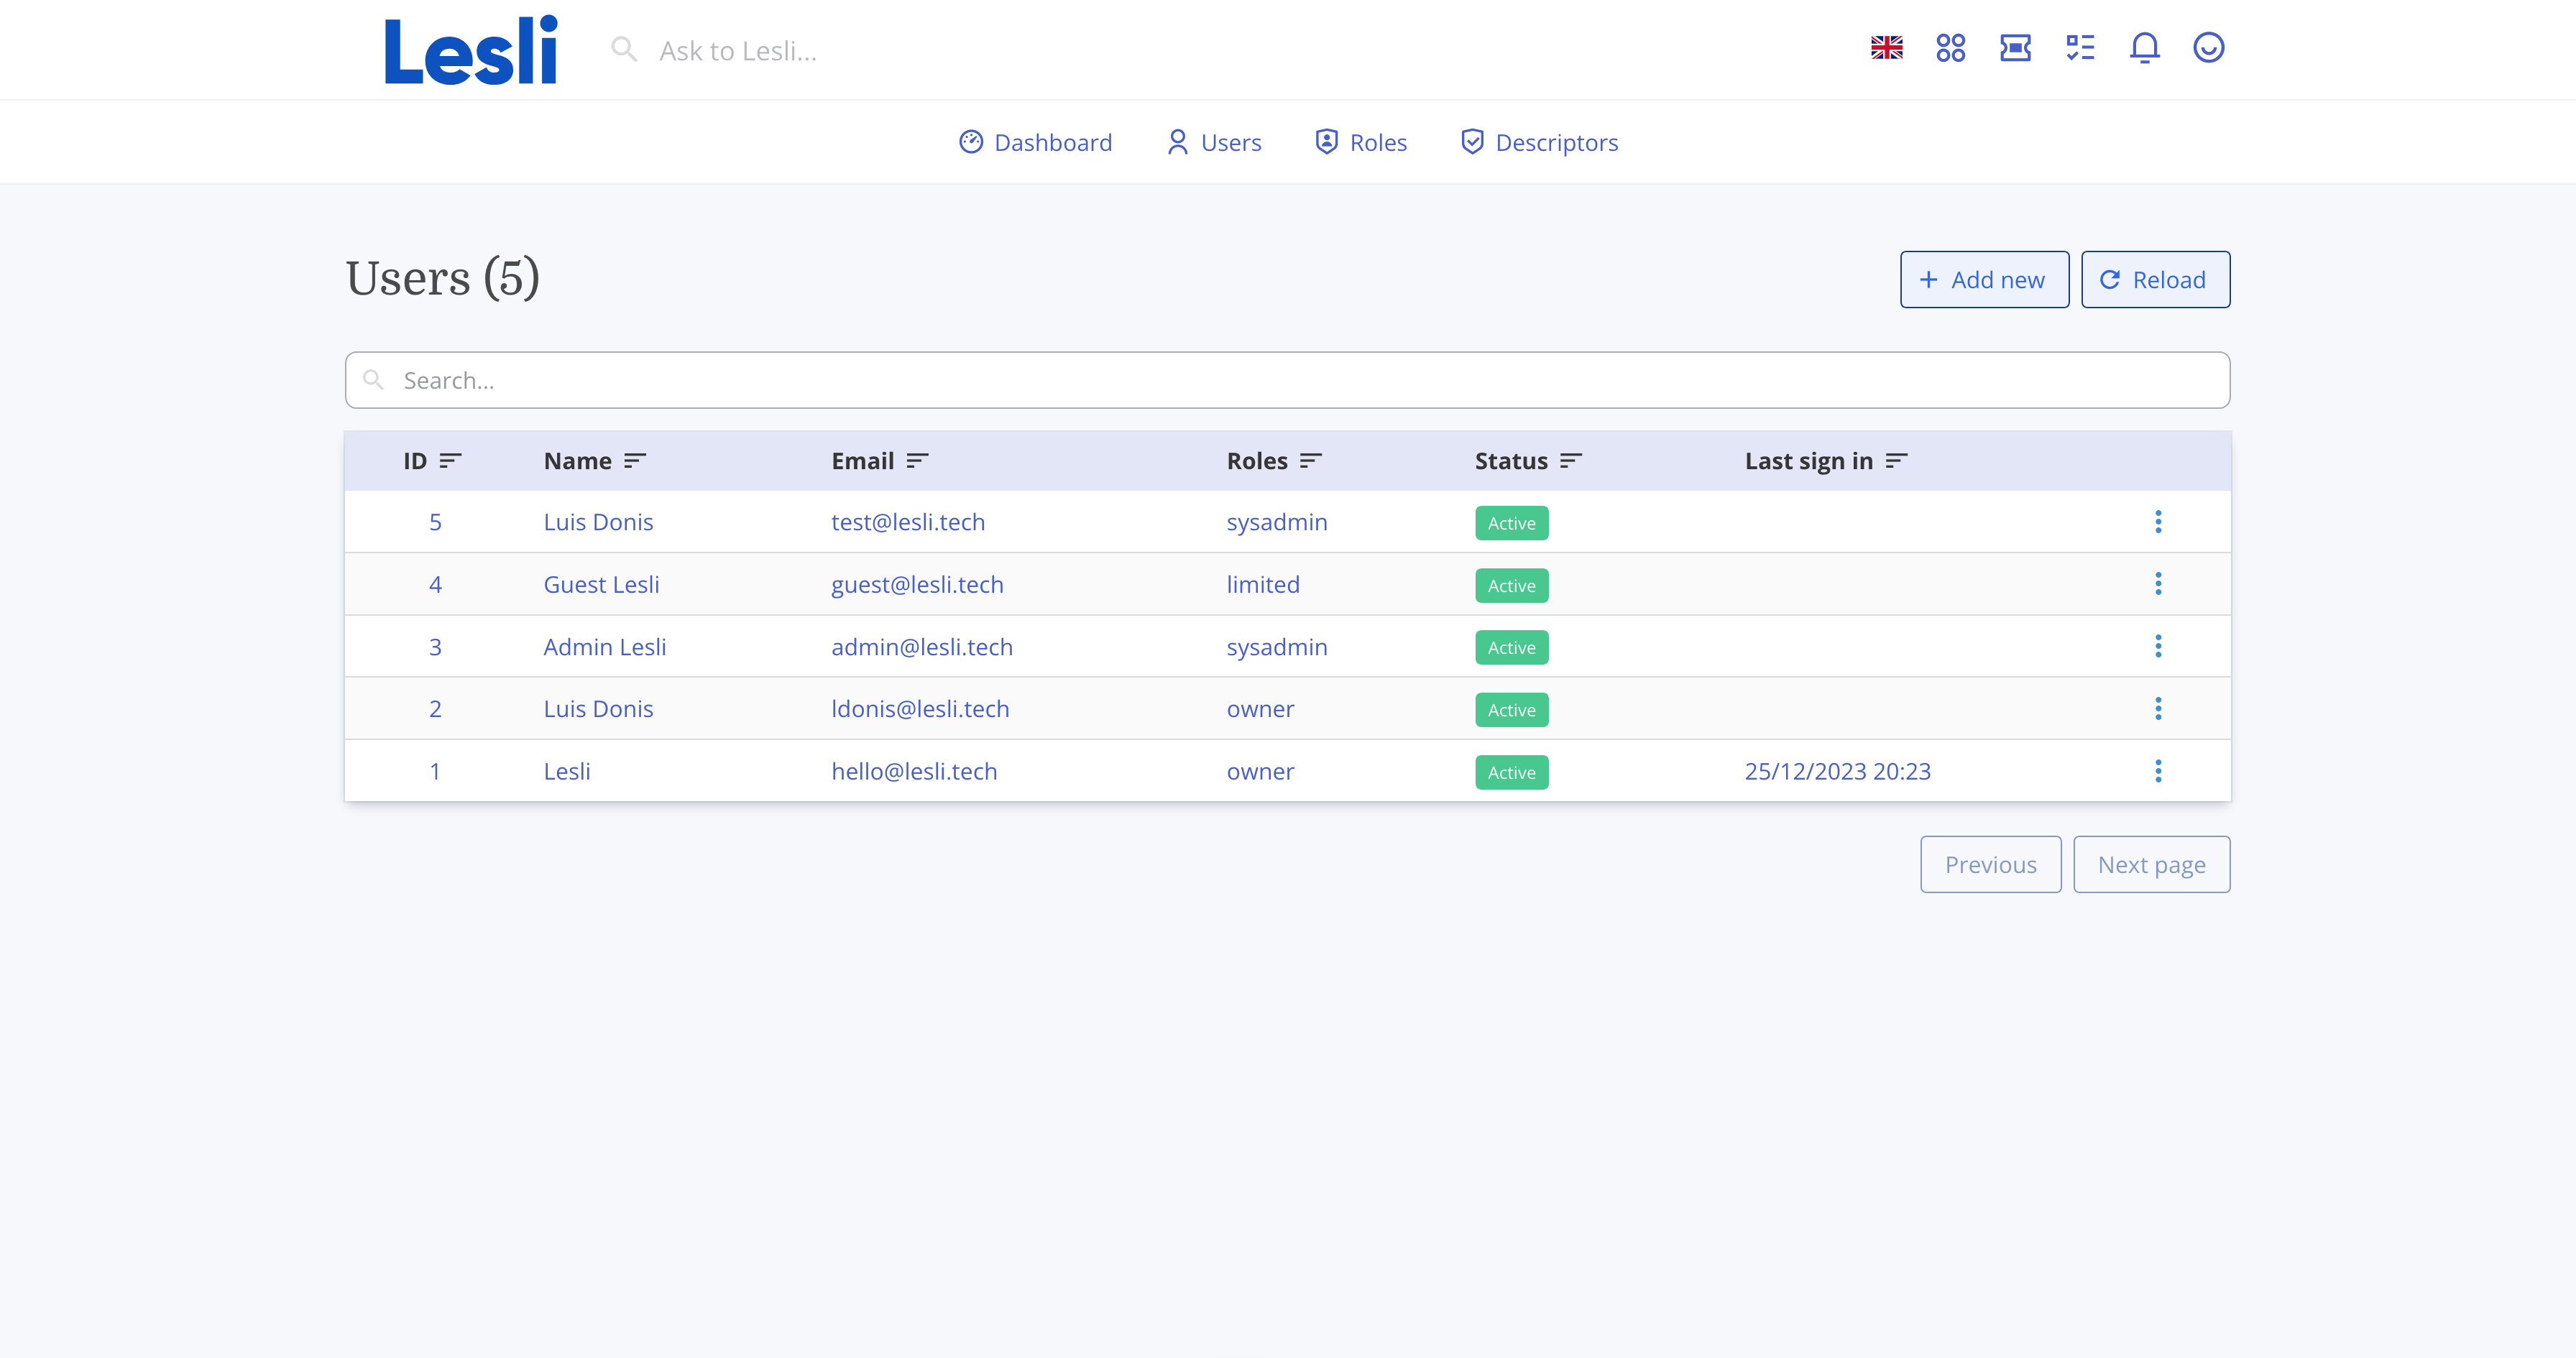 Lesli Ask to Lesli...
Dashboard Users Roles Descriptors
Users (5) Add new Reload
Search...
ID Name Email Roles Status Last sign in
5 Luis Donis test@lesli.tech sysadmin Active
4 Guest Lesli guest@lesli.tech limited Active
3 Admin Lesli admin@lesli.tech sysadmin Active
2 Luis Donis ldonis@lesli.tech owner Active
1 Lesli hello@lesli.tech owner Active 25/12/2023 20:23
Previous Next page